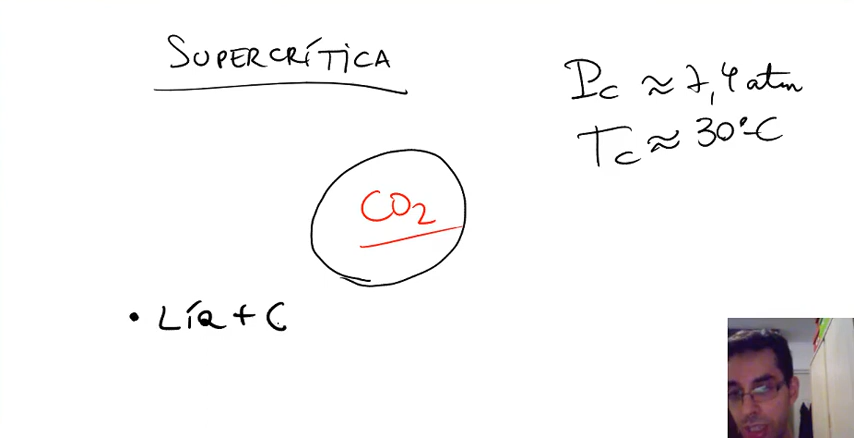 SUPERCRÍTICA
Pc ≈ 7,4 atm
Tc ≈ 30°C
CO2
• LíQ + C